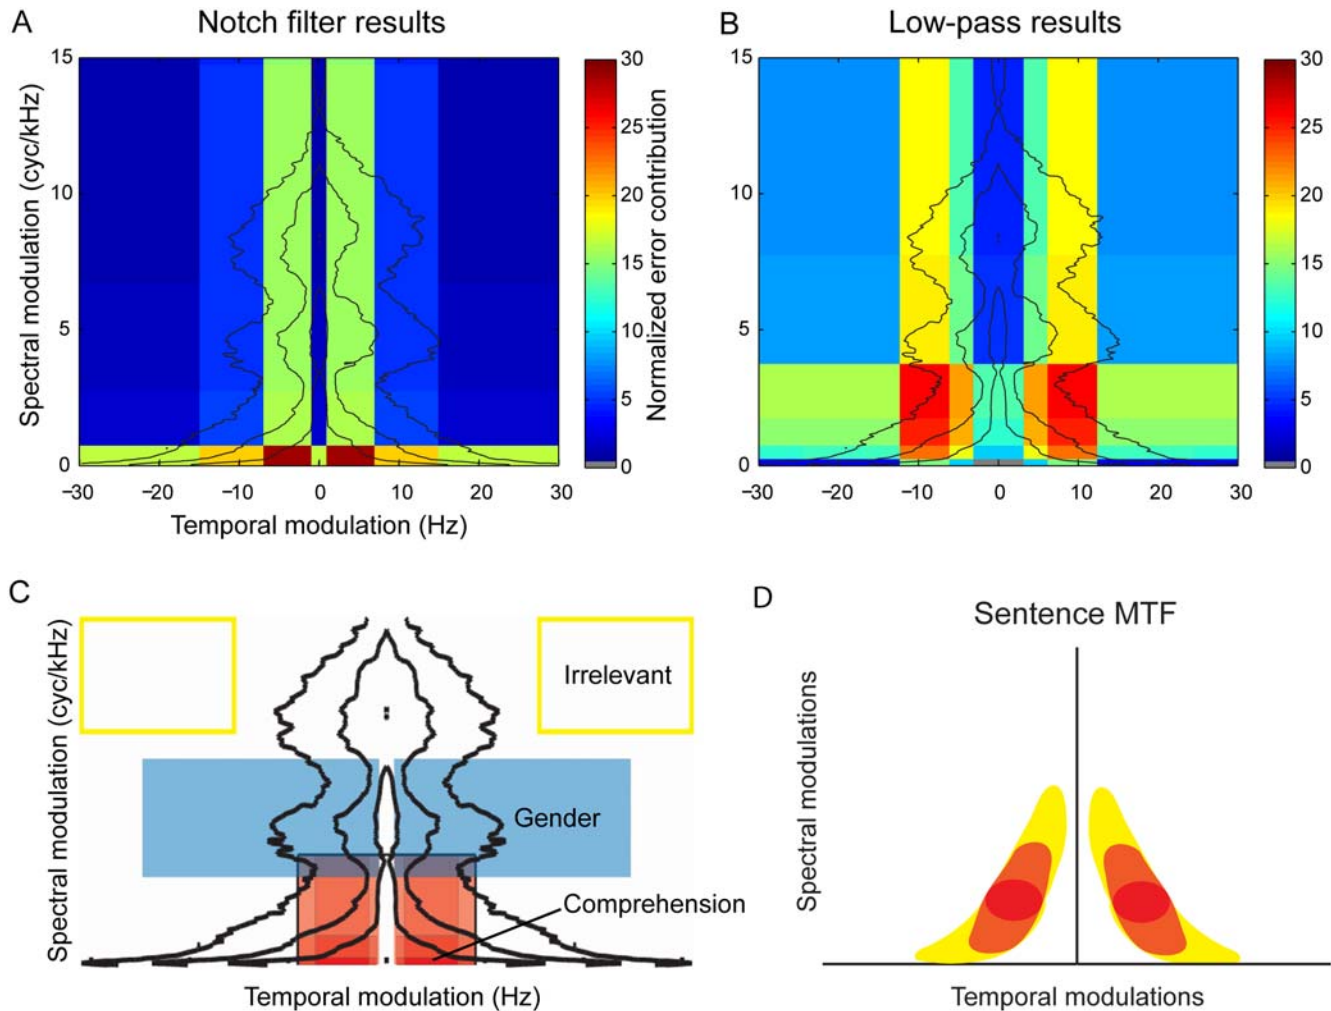 A
Notch filter results
Spectral modulation (cyc/kHz)
15
10
5
0
−30
−20
−10
0
10
20
30
Temporal modulation (Hz)
30
25
20
15
10
5
0
Normalized error contribution
B
Low-pass results
15
10
5
0
−30
−20
−10
0
10
20
30
30
25
20
15
10
5
0
C
Spectral modulation (cyc/kHz)
Irrelevant
Gender
Comprehension
Temporal modulation (Hz)
D
Sentence MTF
Spectral modulations
Temporal modulations